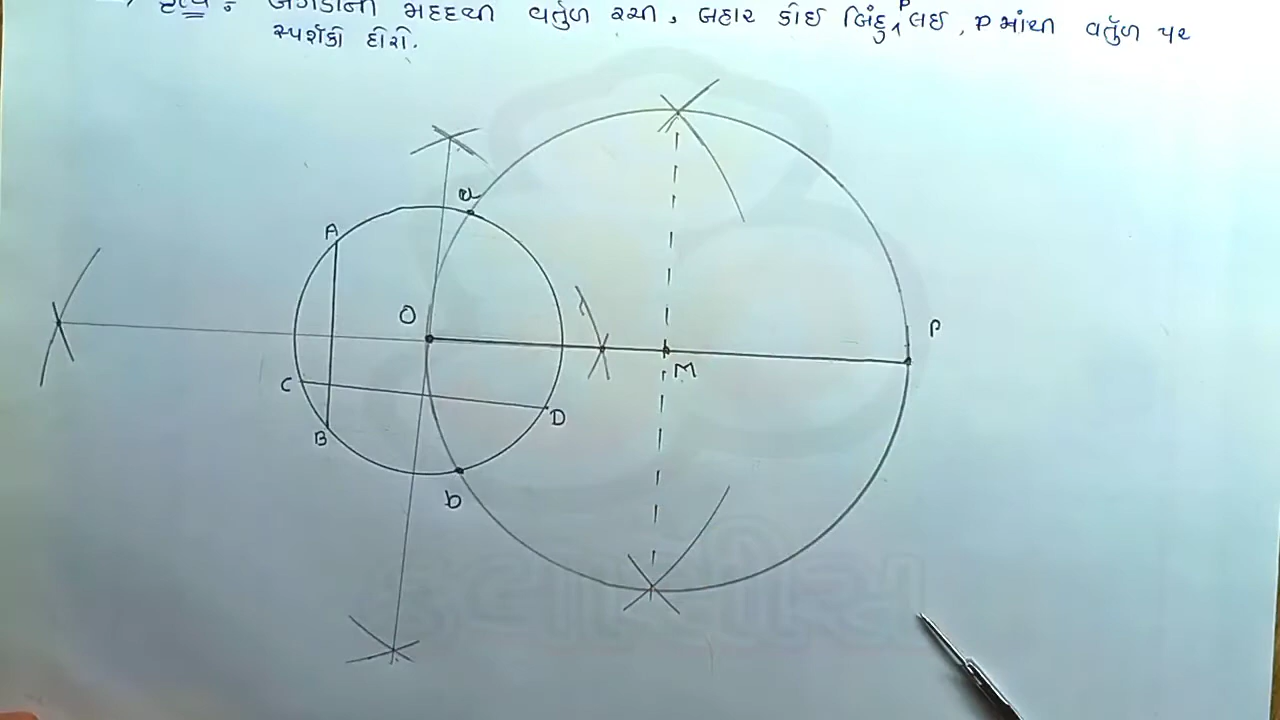 બંગડીની મદદથી વર્તુળ રચી, બહાર કોઈ બિંદુ P લઈ, P માંથી વર્તુળ પર
સ્પર્શકો દોરો.
a
A
O
P
M
C
D
B
b